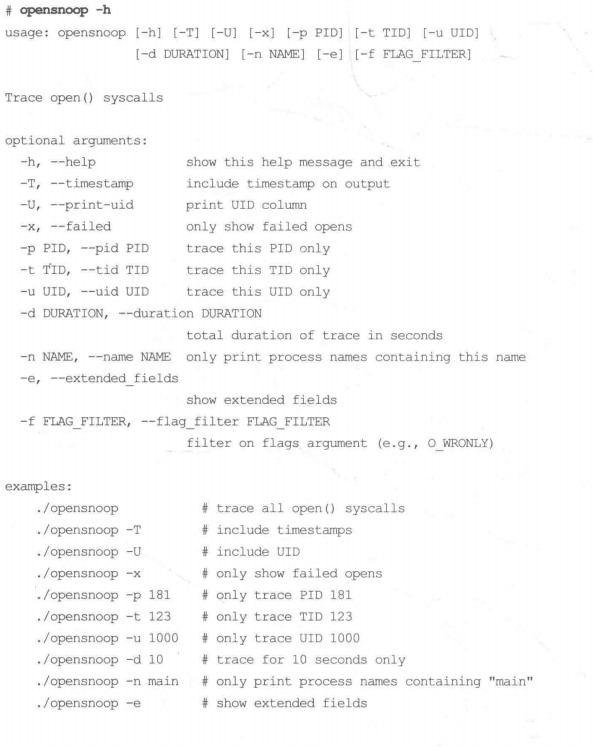 # opensnoop -h
usage: opensnoop [-h] [-T] [-U] [-x] [-p PID] [-t TID] [-u UID]
                 [-d DURATION] [-n NAME] [-e] [-f FLAG_FILTER]
Trace open() syscalls
optional arguments:
  -h, --help            show this help message and exit
  -T, --timestamp       include timestamp on output
  -U, --print-uid       print UID column
  -x, --failed          only show failed opens
  -p PID, --pid PID     trace this PID only
  -t TID, --tid TID     trace this TID only
  -u UID, --uid UID     trace this UID only
  -d DURATION, --duration DURATION
                        total duration of trace in seconds
  -n NAME, --name NAME  only print process names containing this name
  -e, --extended_fields
                        show extended fields
  -f FLAG_FILTER, --flag_filter FLAG_FILTER
                        filter on flags argument (e.g., O_WRONLY)
examples:
    ./opensnoop           # trace all open() syscalls
    ./opensnoop -T        # include timestamps
    ./opensnoop -U        # include UID
    ./opensnoop -x        # only show failed opens
    ./opensnoop -p 181    # only trace PID 181
    ./opensnoop -t 123    # only trace TID 123
    ./opensnoop -u 1000   # only trace UID 1000
    ./opensnoop -d 10     # trace for 10 seconds only
    ./opensnoop -n main   # only print process names containing "main"
    ./opensnoop -e        # show extended fields